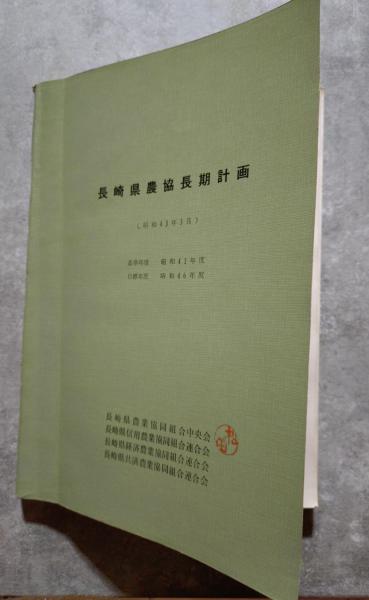 長崎県農協長期計画
(昭和43年3月)
基準年度 昭和41年度
目標年度 昭和46年度
長崎県農業協同組合中央会
長崎県信用農業協同組合連合会
長崎県経済農業協同組合連合会
長崎県共済農業協同組合連合会